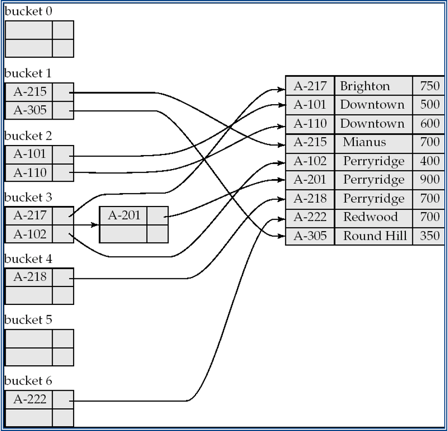 bucket 0
bucket 1
A-215
A-305
bucket 2
A-101
A-110
bucket 3
A-217
A-102
A-201
bucket 4
A-218
bucket 5
bucket 6
A-222
A-217 Brighton 750
A-101 Downtown 500
A-110 Downtown 600
A-215 Mianus 700
A-102 Perryridge 400
A-201 Perryridge 900
A-218 Perryridge 700
A-222 Redwood 700
A-305 Round Hill 350